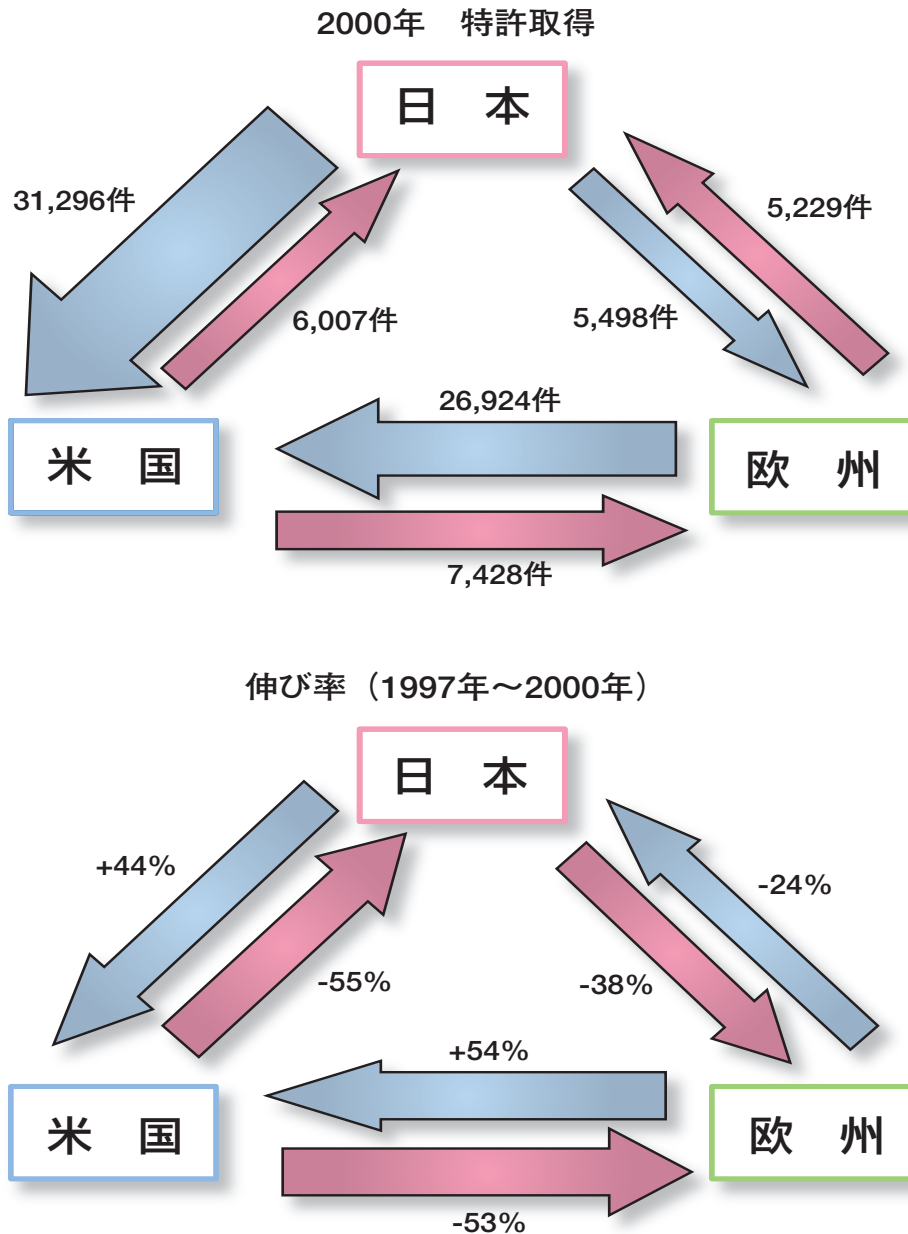 2000年　特許取得
日　本
31,296件
5,229件
6,007件
5,498件
26,924件
米　国
欧　州
7,428件
伸び率（1997年～2000年）
日　本
+44%
-24%
-55%
-38%
+54%
米　国
欧　州
-53%